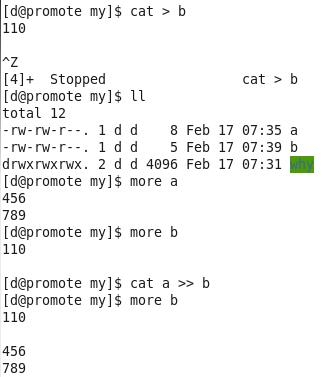 [d@promote my]$ cat > b
110

^Z
[4]+  Stopped                 cat > b
[d@promote my]$ ll
total 12
-rw-rw-r--. 1 d d    8 Feb 17 07:35 a
-rw-rw-r--. 1 d d    5 Feb 17 07:39 b
drwxrwxrwx. 2 d d 4096 Feb 17 07:31 why
[d@promote my]$ more a
456
789
[d@promote my]$ more b
110

[d@promote my]$ cat a >> b
[d@promote my]$ more b
110

456
789